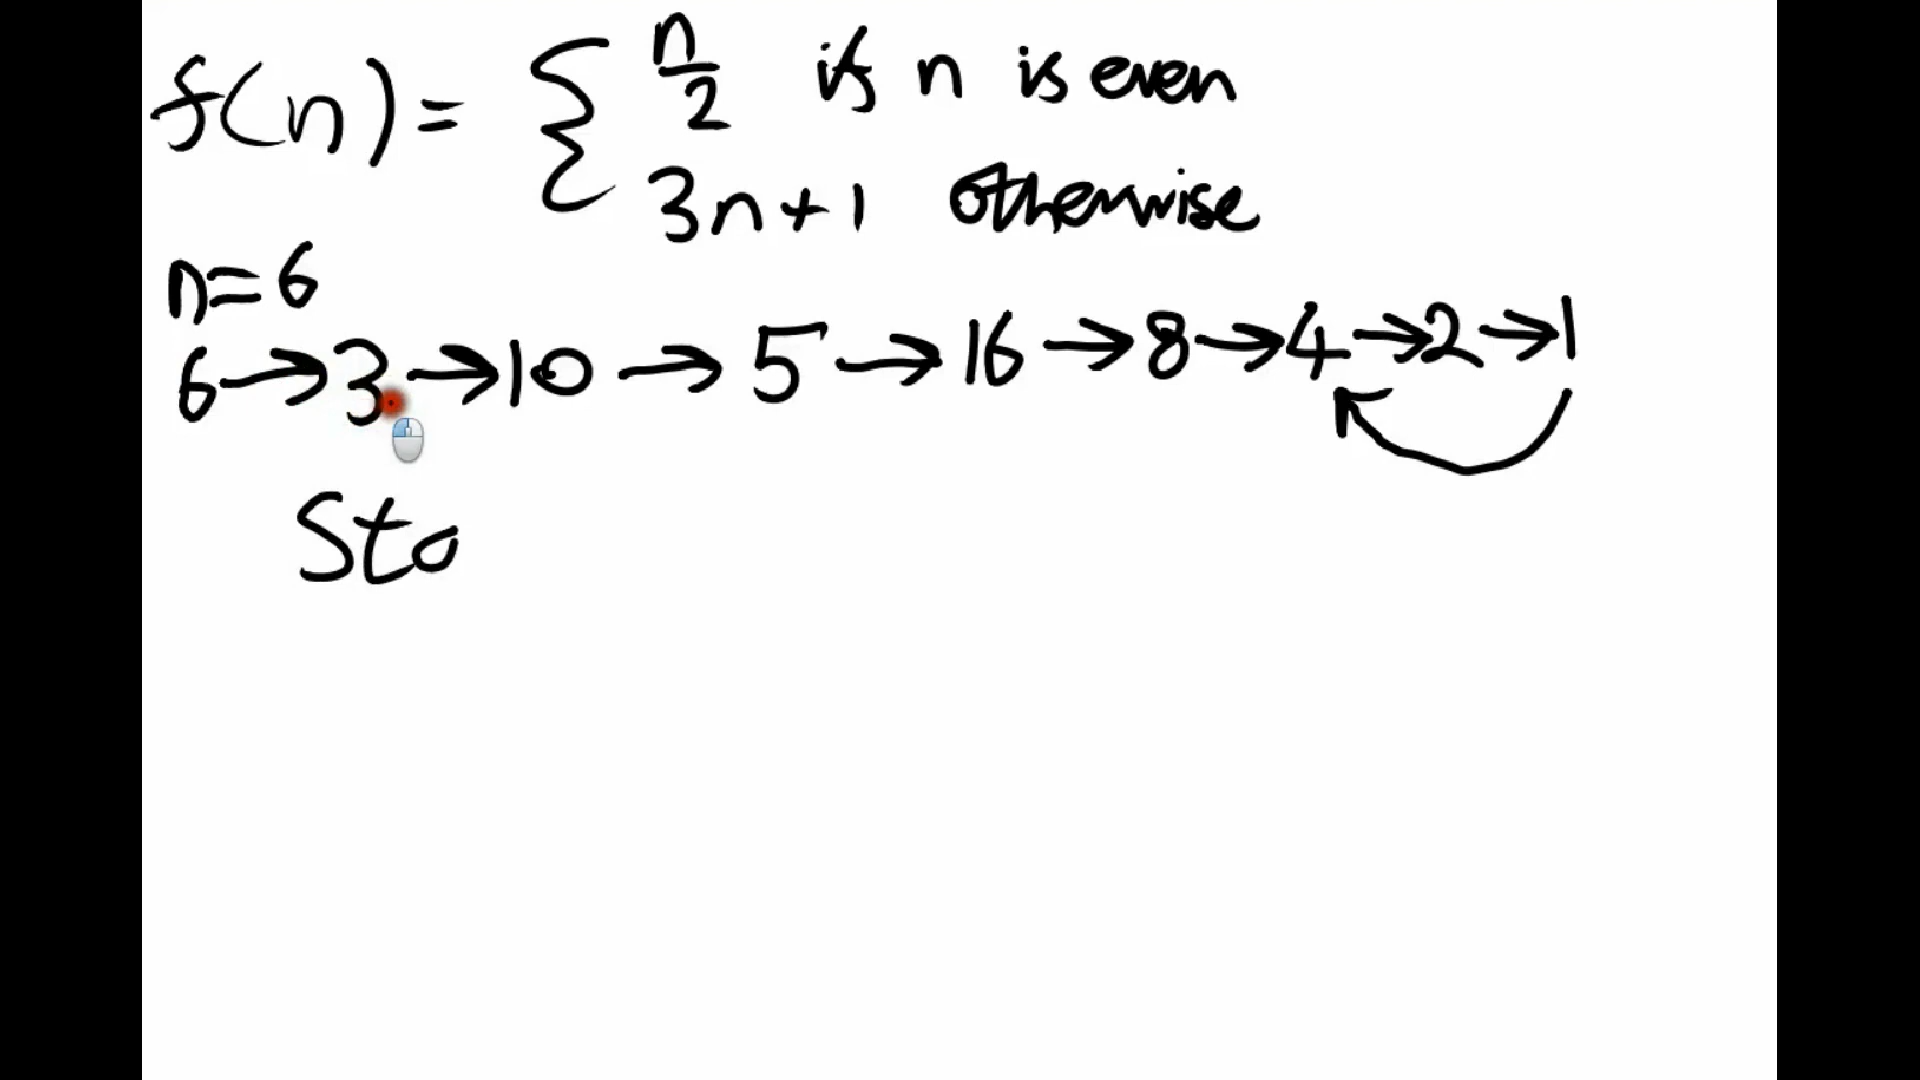 f(n) = { n/2 if n is even
3n+1 otherwise
n=6
6→3→10→5→16→8→4→2→1
Sto